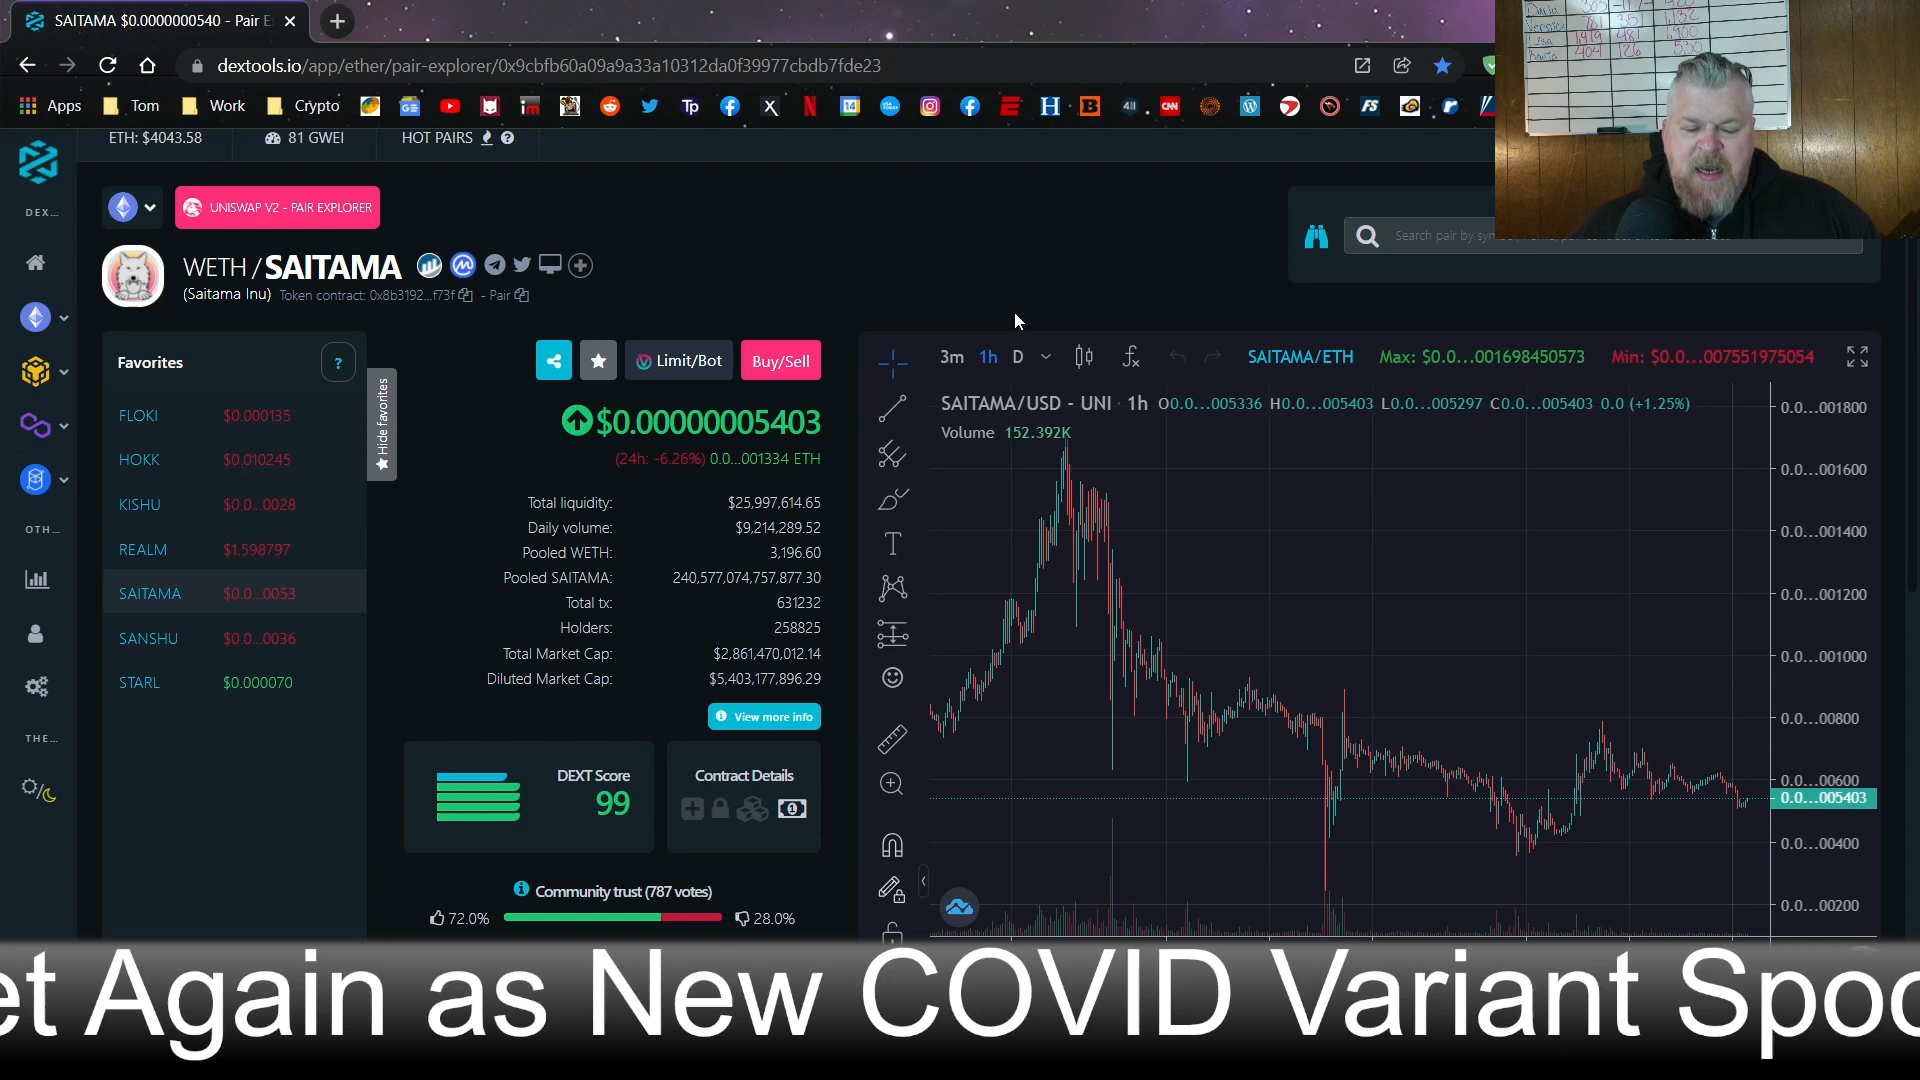 SAITAMA $0.0000000540 - Pair E
dextools.io/app/ether/pair-explorer/0x9cbfb60a09a9a33a10312da0f39977cbdb7fde23
Apps Tom Work Crypto
ETH: $4043.58 81 GWEI HOT PAIRS
DEX...
UNISWAP V2 - PAIR EXPLORER
Search pair by
WETH / SAITAMA
(Saitama Inu) Token contract: 0x8b3192...f73f - Pair
Favorites ?
FLOKI $0.000135
HOKK $0.010245
KISHU $0.0...0028
REALM $1.598797
SAITAMA $0.0...0053
SANSHU $0.0...0036
STARL $0.000070
OTH...
THE...
Hide favorites
Limit/Bot Buy/Sell
$0.00000005403
(24h: -6.26%) 0.0...001334 ETH
Total liquidity: $25,997,614.65
Daily volume: $9,214,289.52
Pooled WETH: 3,196.60
Pooled SAITAMA: 240,577,074,757,877.30
Total tx: 631232
Holders: 258825
Total Market Cap: $2,861,470,012.14
Diluted Market Cap: $5,403,177,896.29
View more info
DEXT Score
99
Contract Details
Community trust (787 votes)
72.0% 28.0%
3m 1h D SAITAMA/ETH Max: $0.0...001698450573 Min: $0.0...007551975054
SAITAMA/USD - UNI · 1h O0.0...005336 H0.0...005403 L0.0...005297 C0.0...005403 0.0 (+1.25%)
Volume 152.392K
0.0...001800
0.0...001600
0.0...001400
0.0...001200
0.0...001000
0.0...00800
0.0...00600
0.0...005403
0.0...00400
0.0...00200
et Again as New COVID Variant Spoo